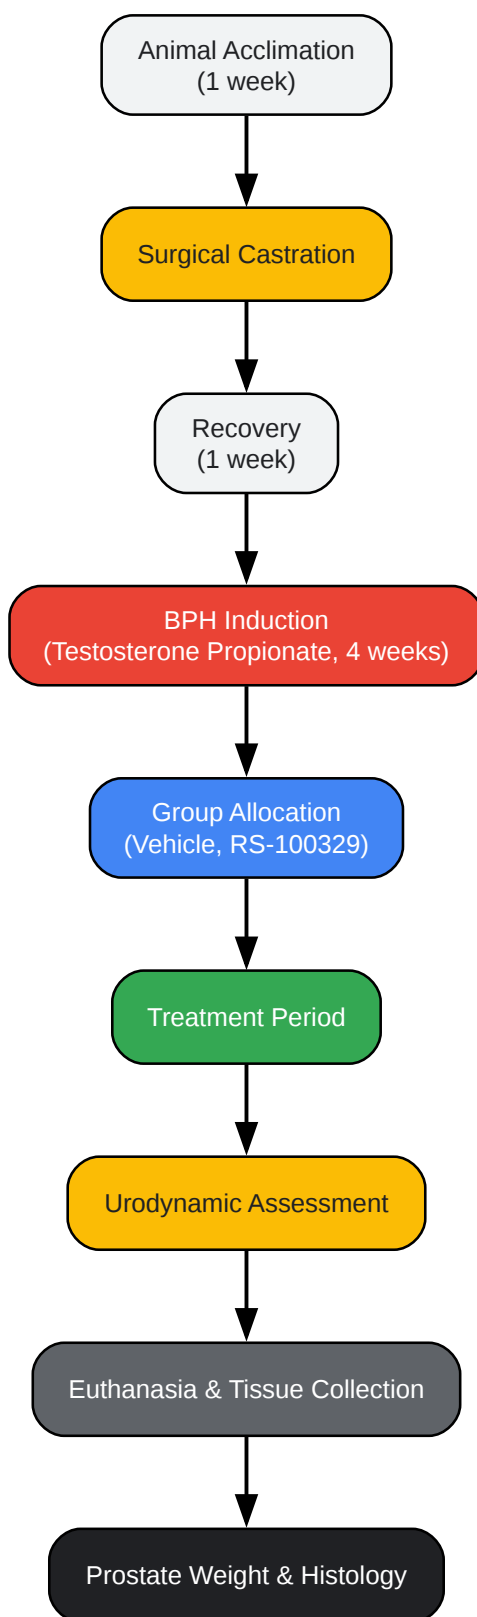 Animal Acclimation
(1 week)
Surgical Castration
Recovery
(1 week)
BPH Induction
(Testosterone Propionate, 4 weeks)
Group Allocation
(Vehicle, RS-100329)
Treatment Period
Urodynamic Assessment
Euthanasia & Tissue Collection
Prostate Weight & Histology